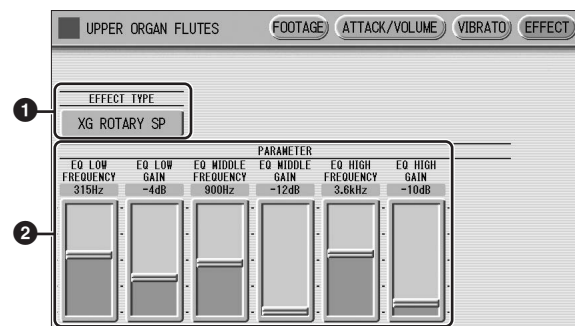 UPPER ORGAN FLUTES FOOTAGE ATTACK/VOLUME VIBRATO EFFECT
1
EFFECT TYPE
XG ROTARY SP
PARAMETER
EQ LOW FREQUENCY EQ LOW GAIN EQ MIDDLE FREQUENCY EQ MIDDLE GAIN EQ HIGH FREQUENCY EQ HIGH GAIN
315Hz -4dB 900Hz -12dB 3.6kHz -10dB
2